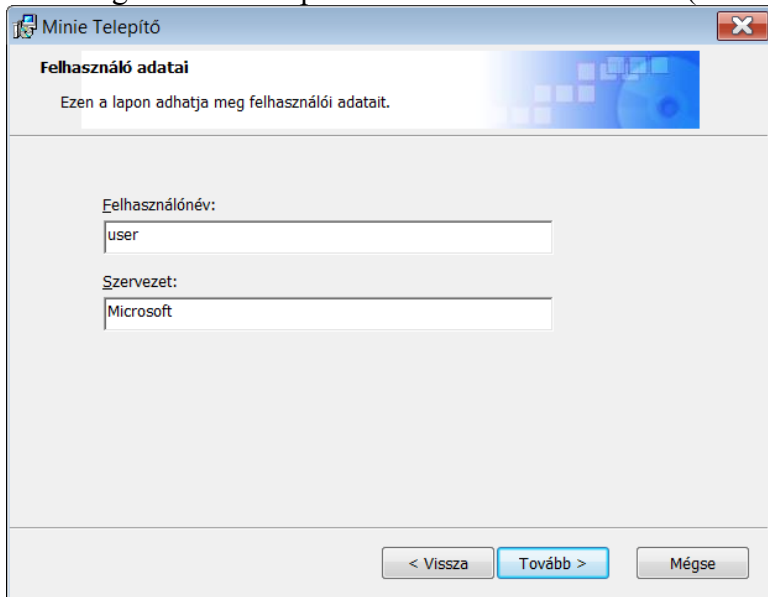 Minie Telepítő
Felhasználó adatai
Ezen a lapon adhatja meg felhasználói adatait.
Felhasználónév:
user
Szervezet:
Microsoft
< Vissza
Tovább >
Mégse